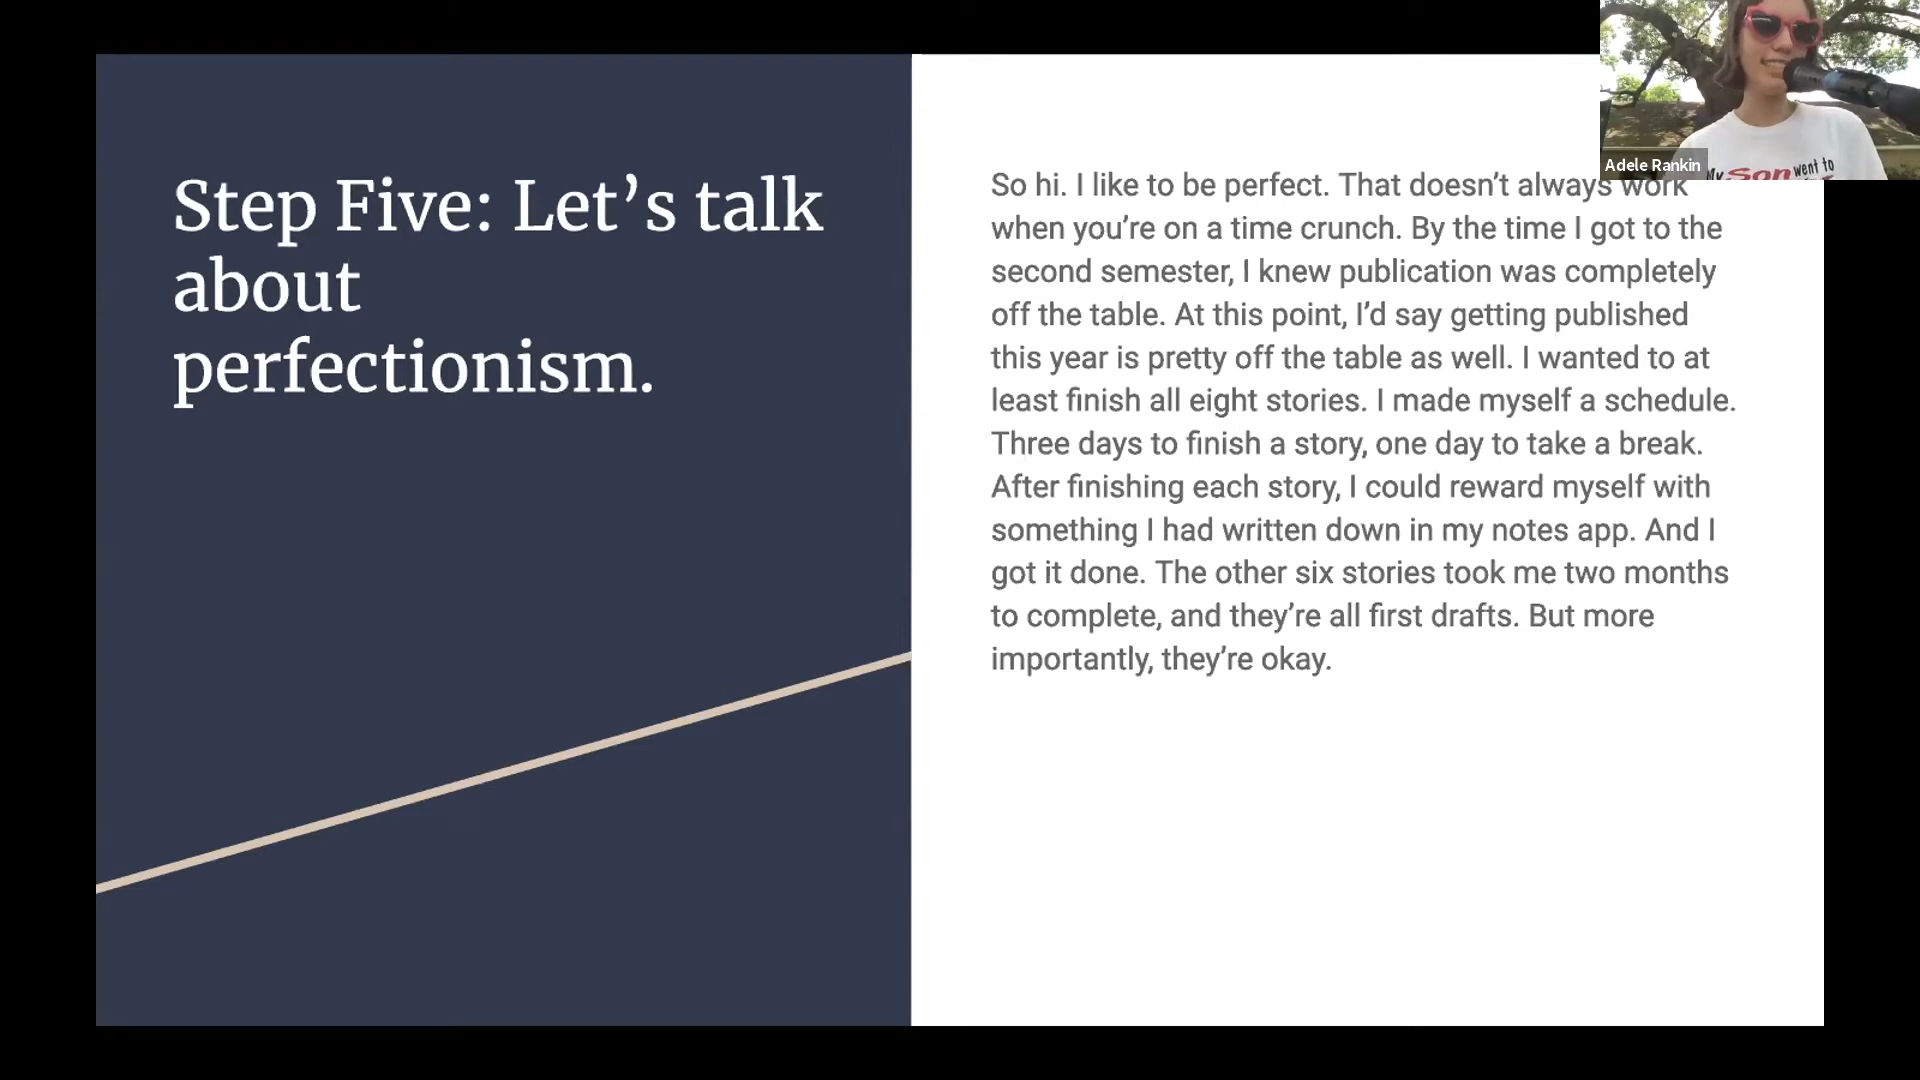 Step Five: Let’s talk
about
perfectionism.
So hi. I like to be perfect. That doesn’t always work
when you’re on a time crunch. By the time I got to the
second semester, I knew publication was completely
off the table. At this point, I’d say getting published
this year is pretty off the table as well. I wanted to at
least finish all eight stories. I made myself a schedule.
Three days to finish a story, one day to take a break.
After finishing each story, I could reward myself with
something I had written down in my notes app. And I
got it done. The other six stories took me two months
to complete, and they’re all first drafts. But more
importantly, they’re okay.
Adele Rankin
My Son went to